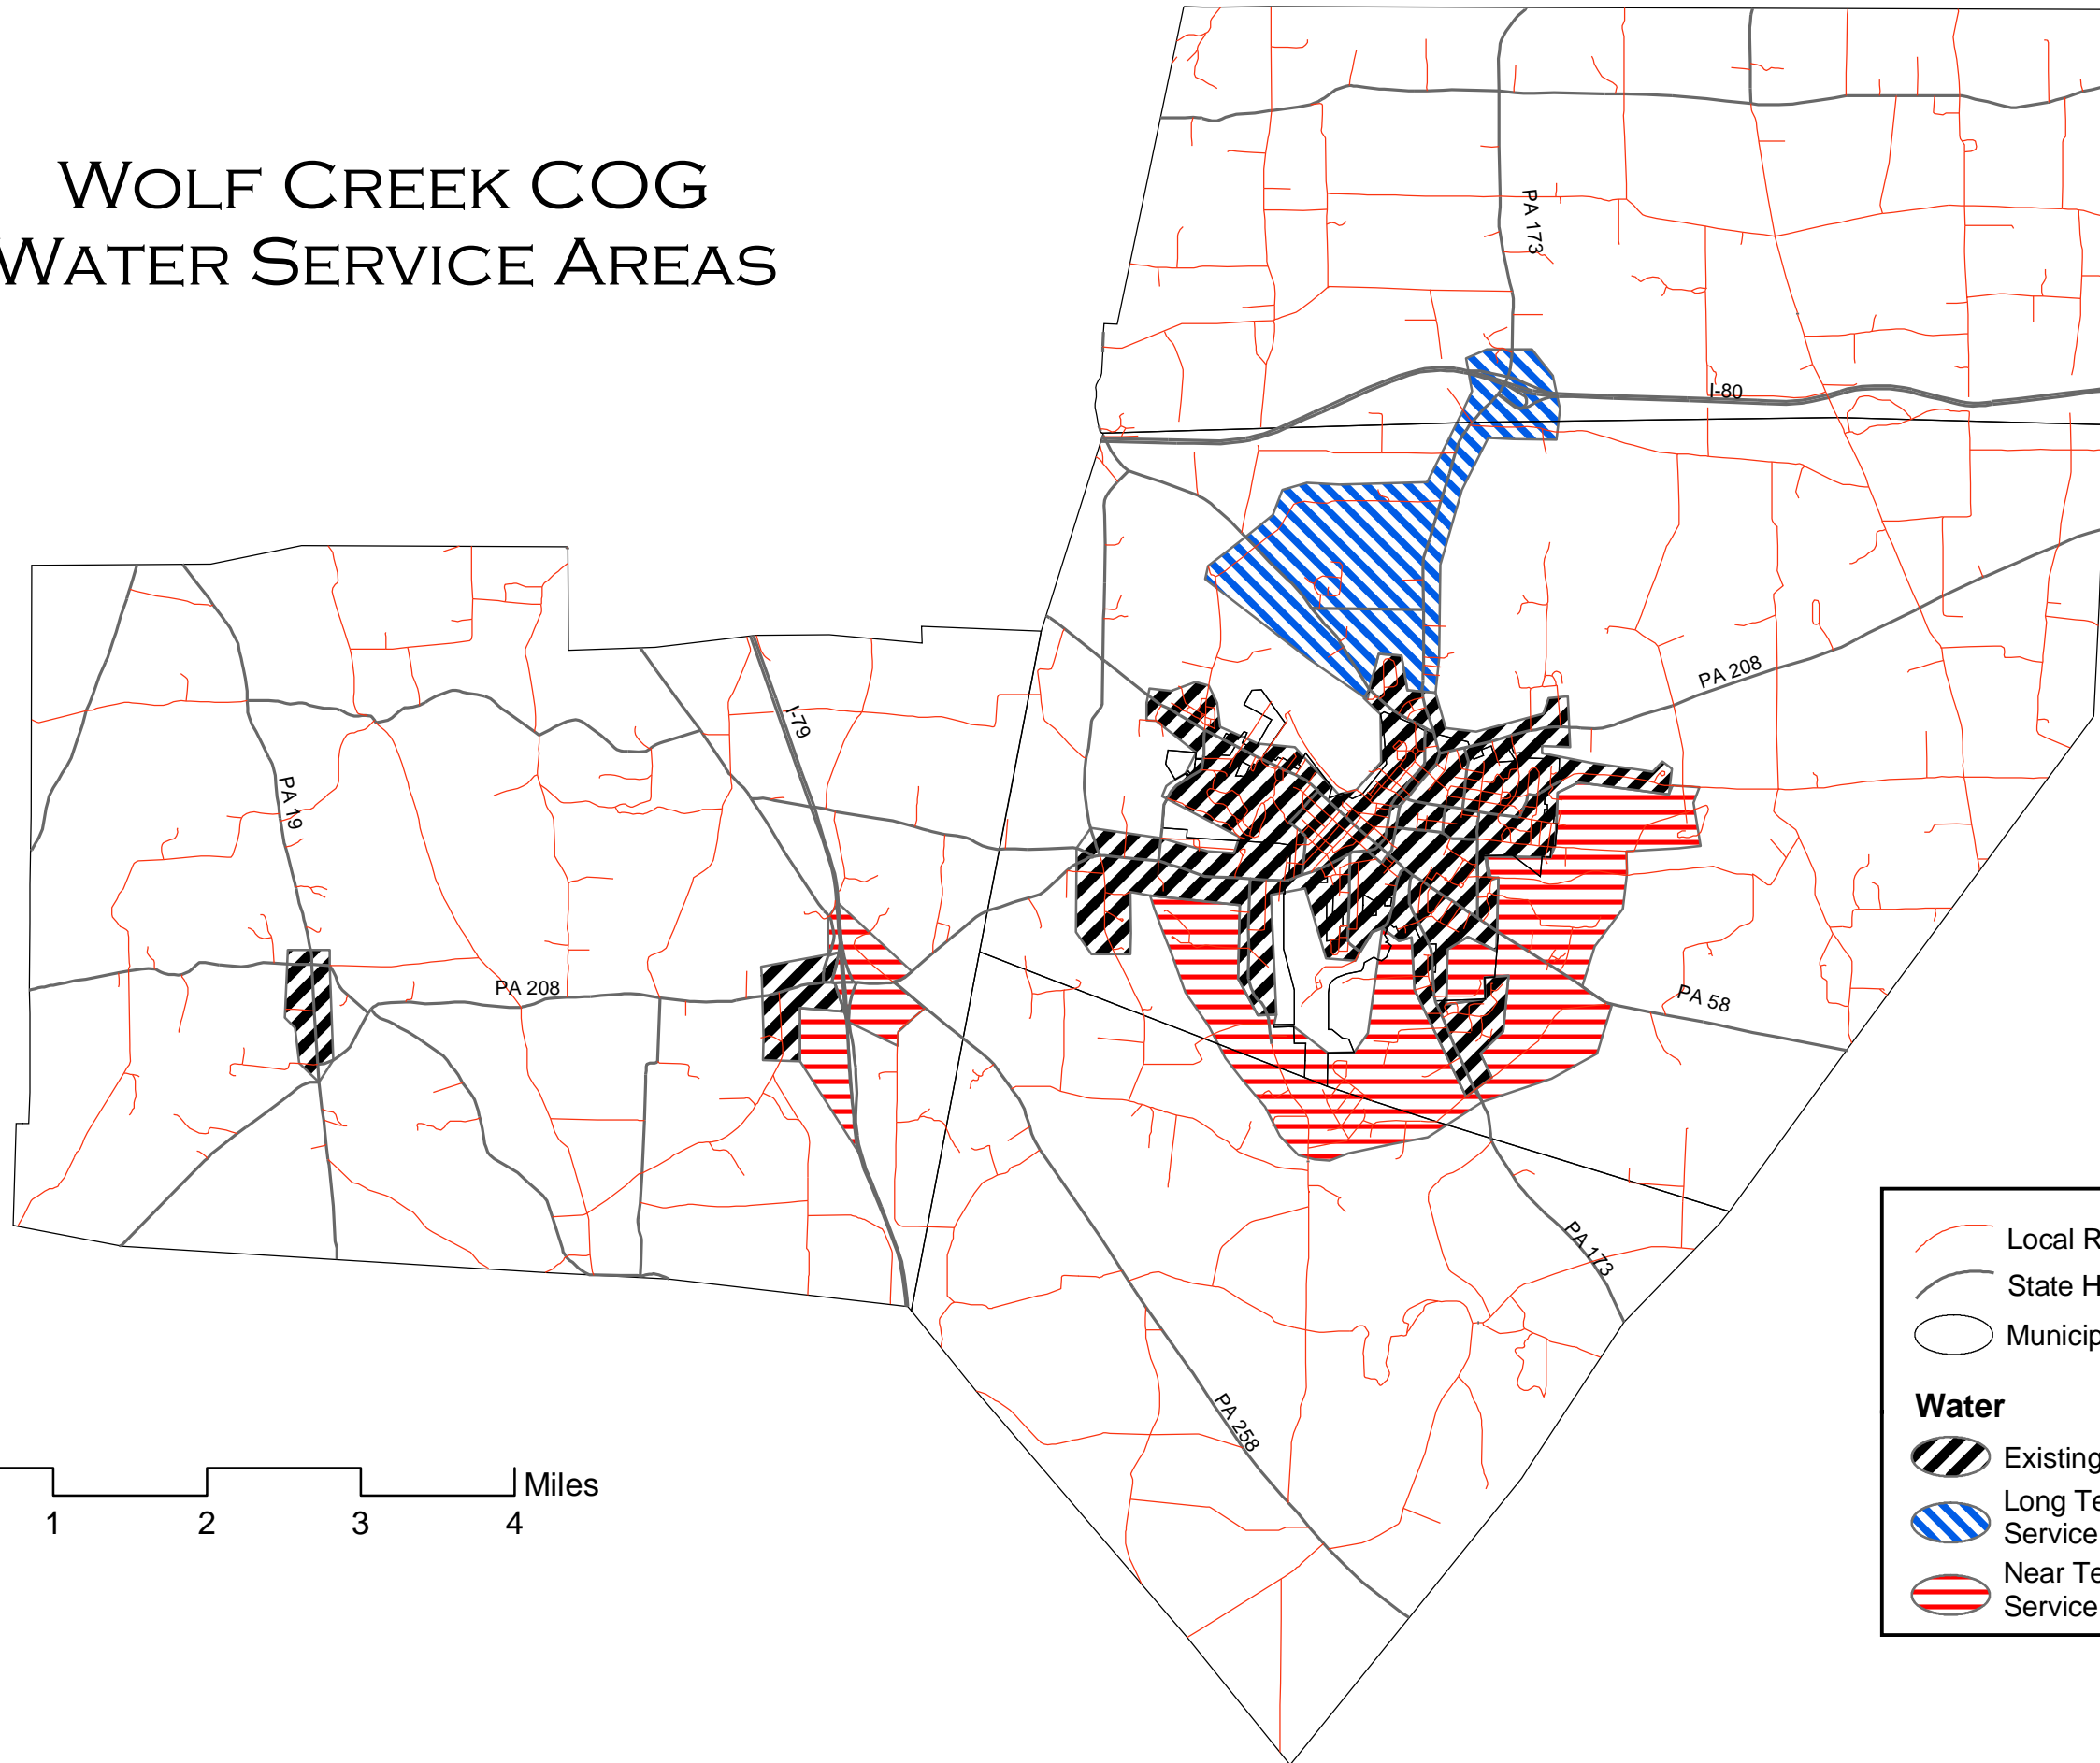 WOLF CREEK COG
WATER SERVICE AREAS
PA 173
I-80
PA 208
I-79
PA 19
PA 208
PA 58
PA 173
PA 258
Miles
1 2 3 4
Local R
State H
Municip
Water
Existing
Long Te
Service
Near Te
Service